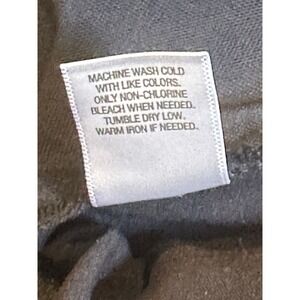 MACHINE WASH COLD
WITH LIKE COLORS.
ONLY NON-CHLORINE
BLEACH WHEN NEEDED.
TUMBLE DRY LOW.
WARM IRON IF NEEDED.